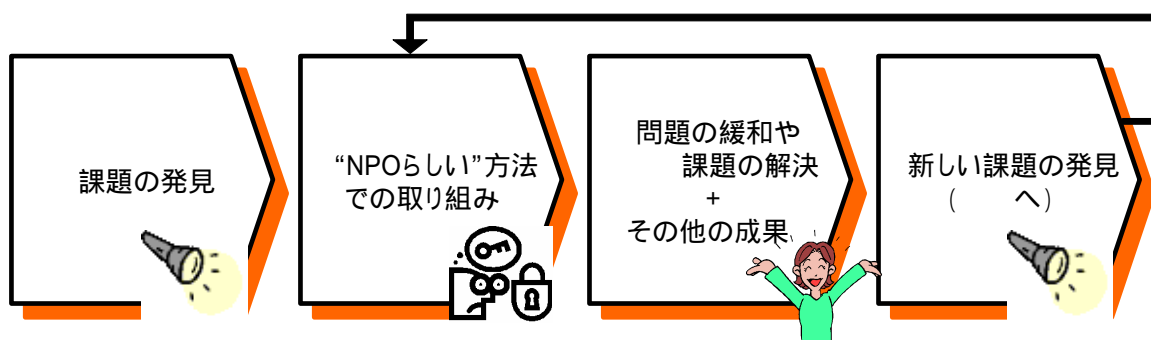 課題の発見
“NPOらしい”方法
での取り組み
問題の緩和や
課題の解決
+
その他の成果
新しい課題の発見
(　　へ)